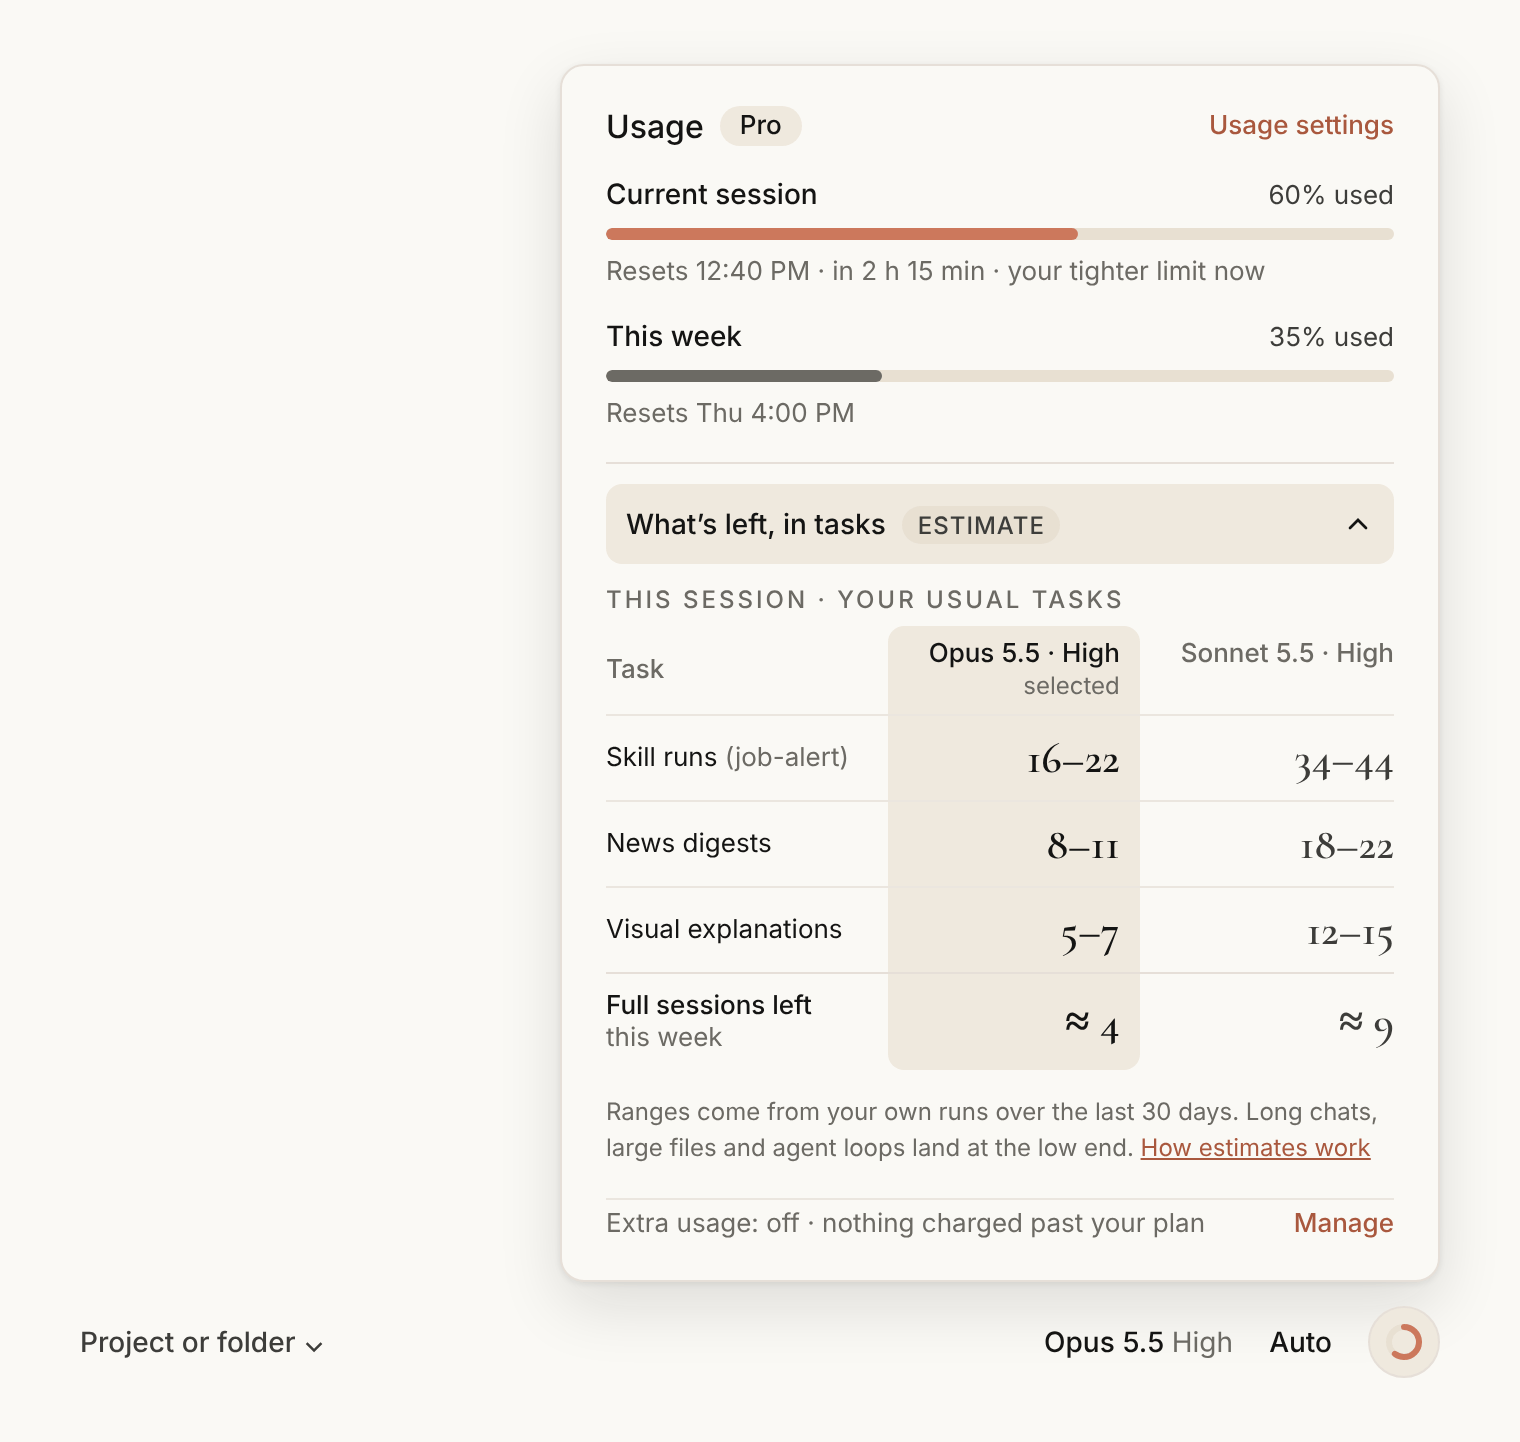 Usage Pro Usage settings
Current session 60% used
Resets 12:40 PM · in 2 h 15 min · your tighter limit now
This week 35% used
Resets Thu 4:00 PM
What’s left, in tasks ESTIMATE
THIS SESSION · YOUR USUAL TASKS
Task Opus 5.5 · High Sonnet 5.5 · High
selected
Skill runs (job-alert) 16–22 34–44
News digests 8–11 18–22
Visual explanations 5–7 12–15
Full sessions left
this week ≈ 4 ≈ 9
Ranges come from your own runs over the last 30 days. Long chats,
large files and agent loops land at the low end. How estimates work
Extra usage: off · nothing charged past your plan Manage
Project or folder Opus 5.5 High Auto